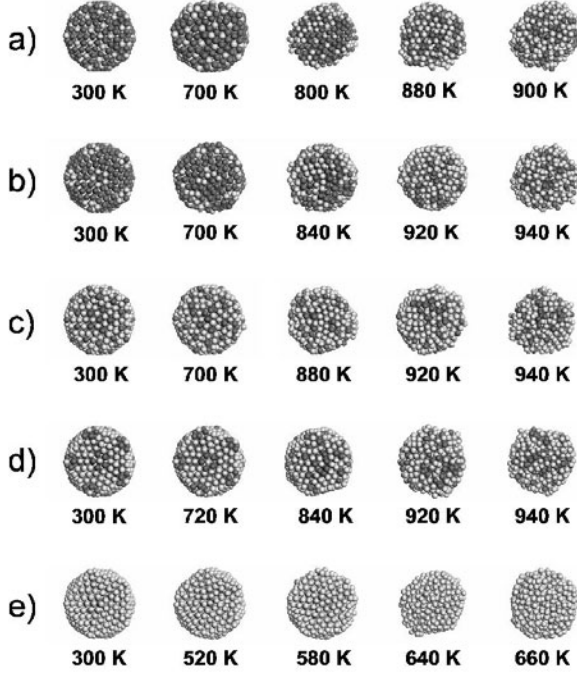 a)
300 K 700 K 800 K 880 K 900 K
b)
300 K 700 K 840 K 920 K 940 K
c)
300 K 700 K 880 K 920 K 940 K
d)
300 K 720 K 840 K 920 K 940 K
e)
300 K 520 K 580 K 640 K 660 K